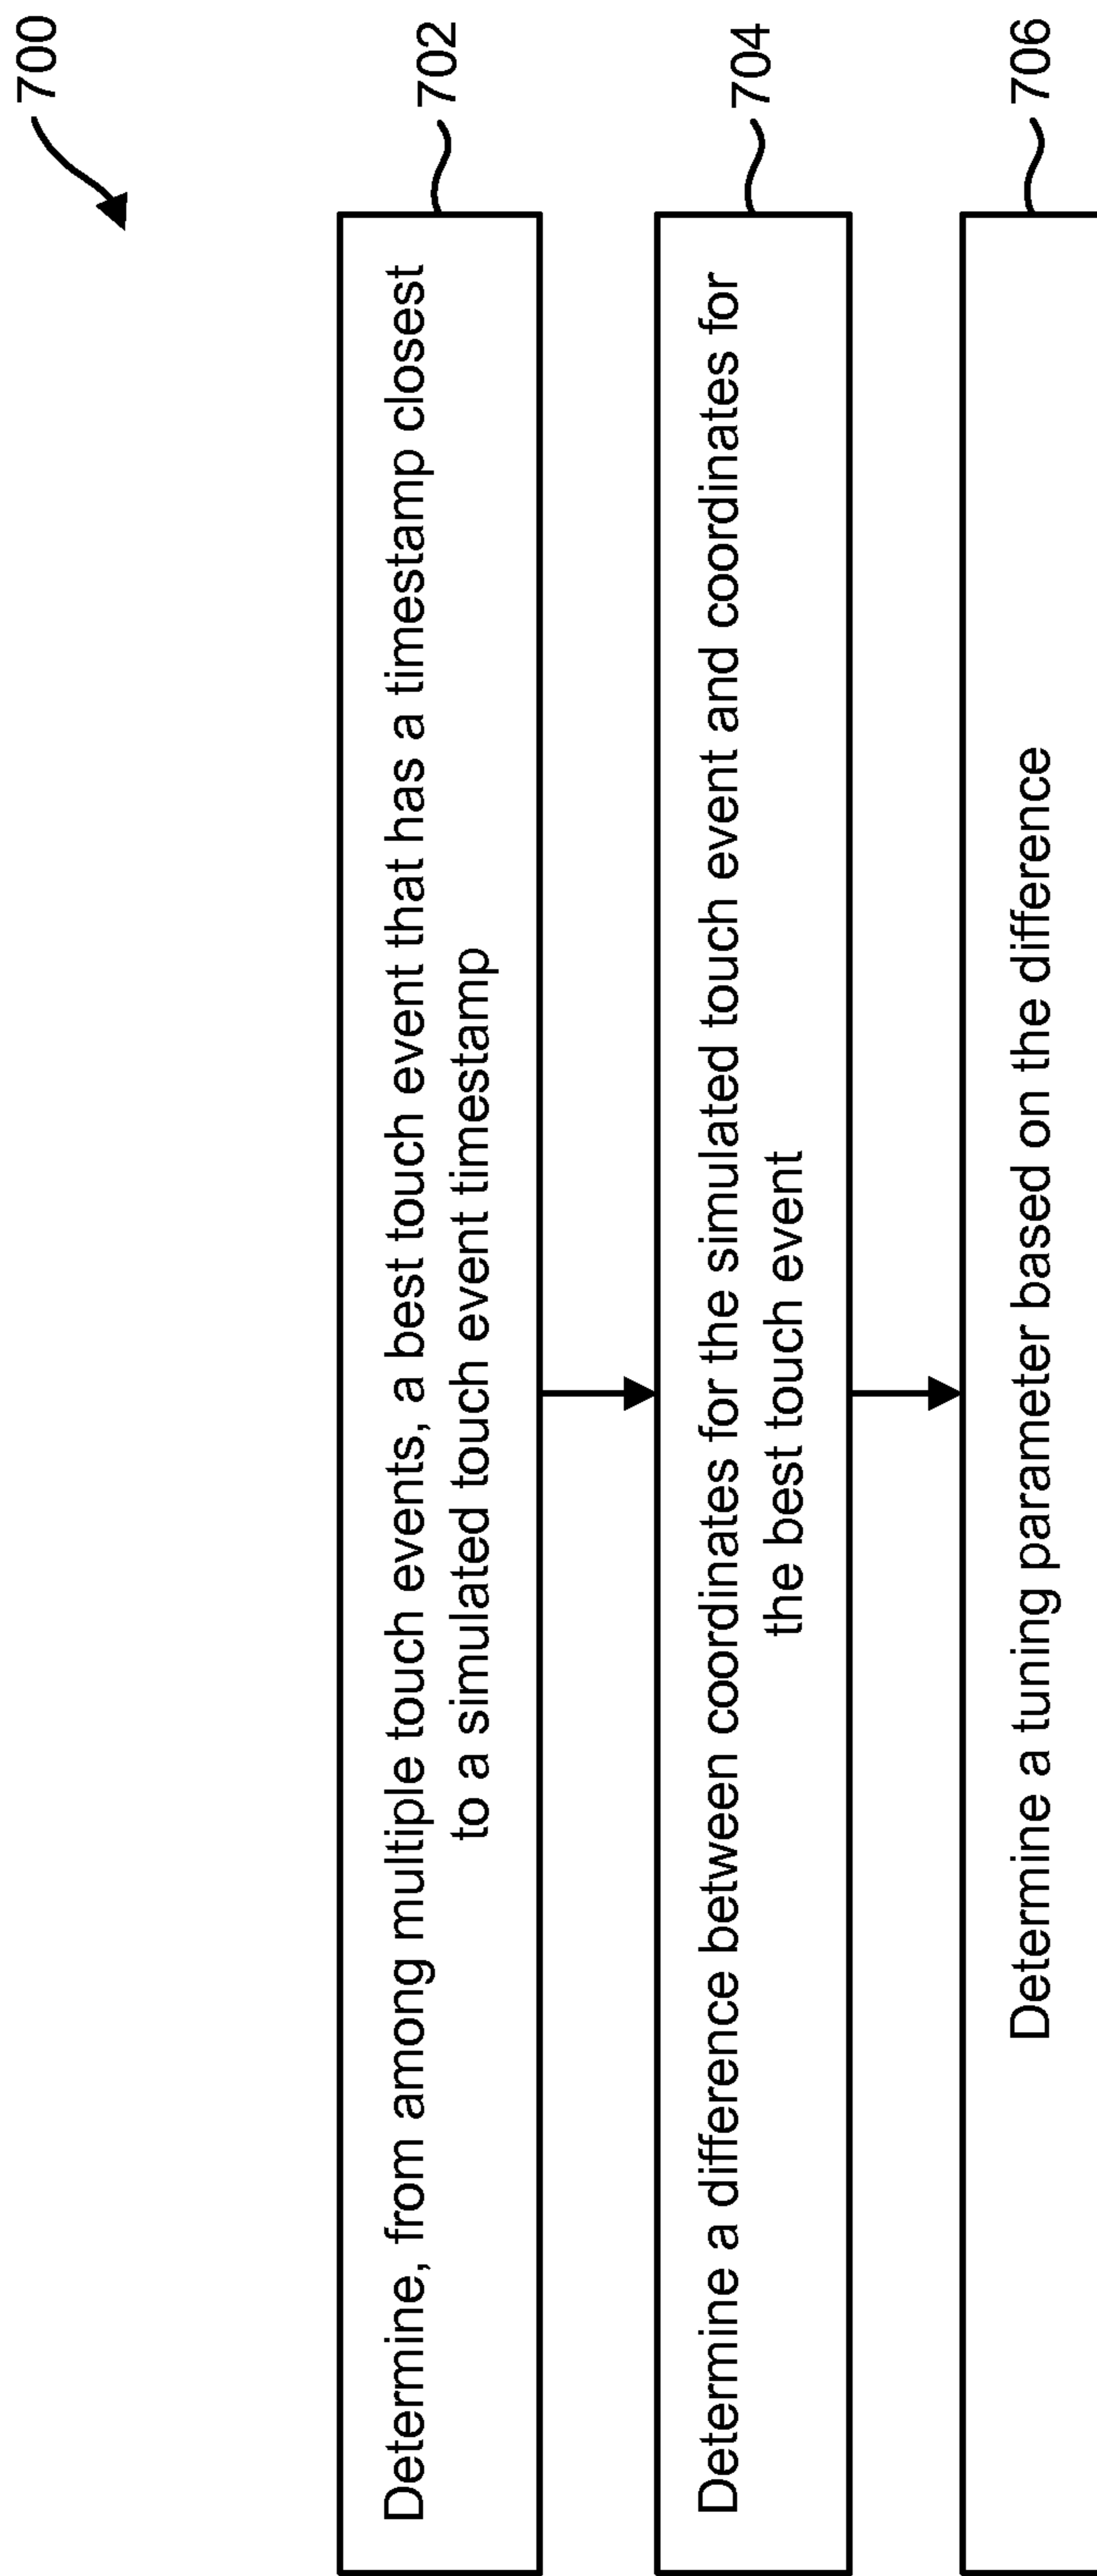 700
702
Determine, from among multiple touch events, a best touch event that has a timestamp closest
to a simulated touch event timestamp
704
Determine a difference between coordinates for the simulated touch event and coordinates for
the best touch event
706
Determine a tuning parameter based on the difference